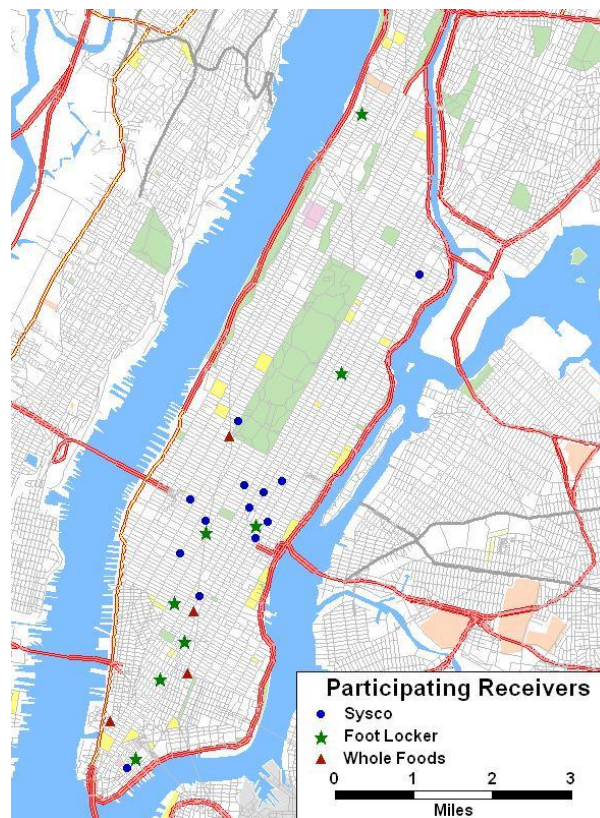 Participating Receivers
Sysco
Foot Locker
Whole Foods
0 1 2 3
Miles